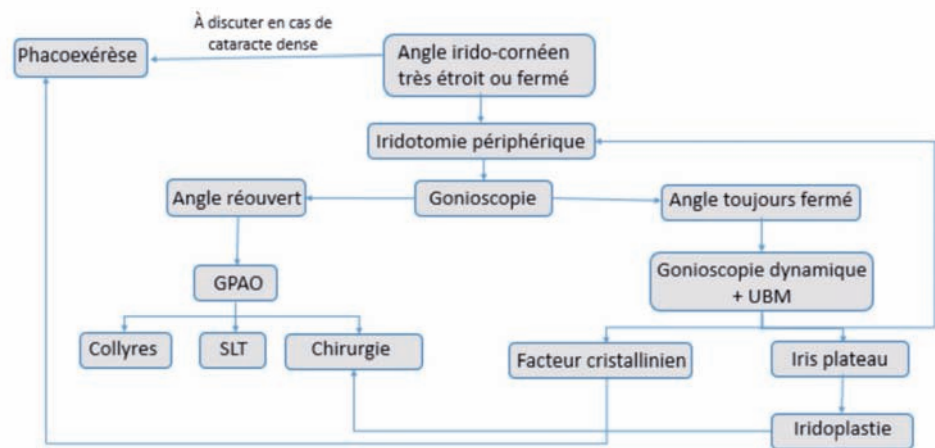 À discuter en cas de
cataracte dense
Phacoexérèse
Angle irido-cornéen
très étroit ou fermé
Iridotomie périphérique
Gonioscopie
Angle réouvert
Angle toujours fermé
GPAO
Gonioscopie dynamique
+ UBM
Collyres
SLT
Chirurgie
Facteur cristallinien
Iris plateau
Iridoplastie